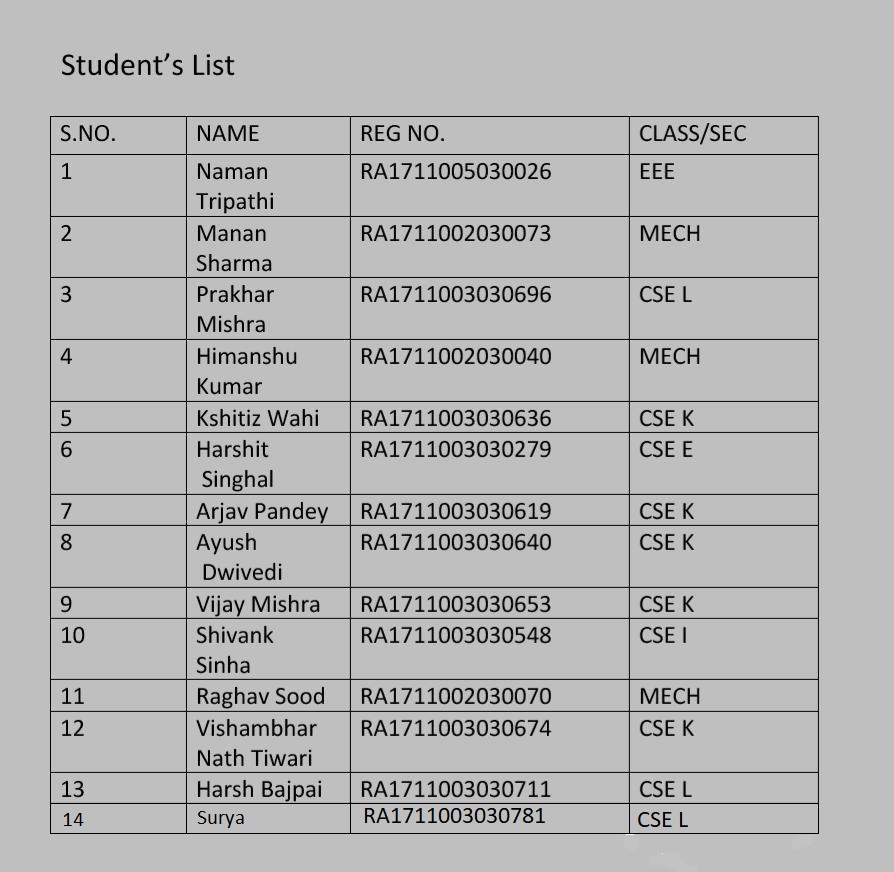 Student’s List
S.NO. NAME REG NO. CLASS/SEC
1 Naman RA1711005030026 EEE
Tripathi
2 Manan RA1711002030073 MECH
Sharma
3 Prakhar RA1711003030696 CSE L
Mishra
4 Himanshu RA1711002030040 MECH
Kumar
5 Kshitiz Wahi RA1711003030636 CSE K
6 Harshit RA1711003030279 CSE E
Singhal
7 Arjav Pandey RA1711003030619 CSE K
8 Ayush RA1711003030640 CSE K
Dwivedi
9 Vijay Mishra RA1711003030653 CSE K
10 Shivank RA1711003030548 CSE I
Sinha
11 Raghav Sood RA1711002030070 MECH
12 Vishambhar RA1711003030674 CSE K
Nath Tiwari
13 Harsh Bajpai RA1711003030711 CSE L
14 Surya RA1711003030781 CSE L